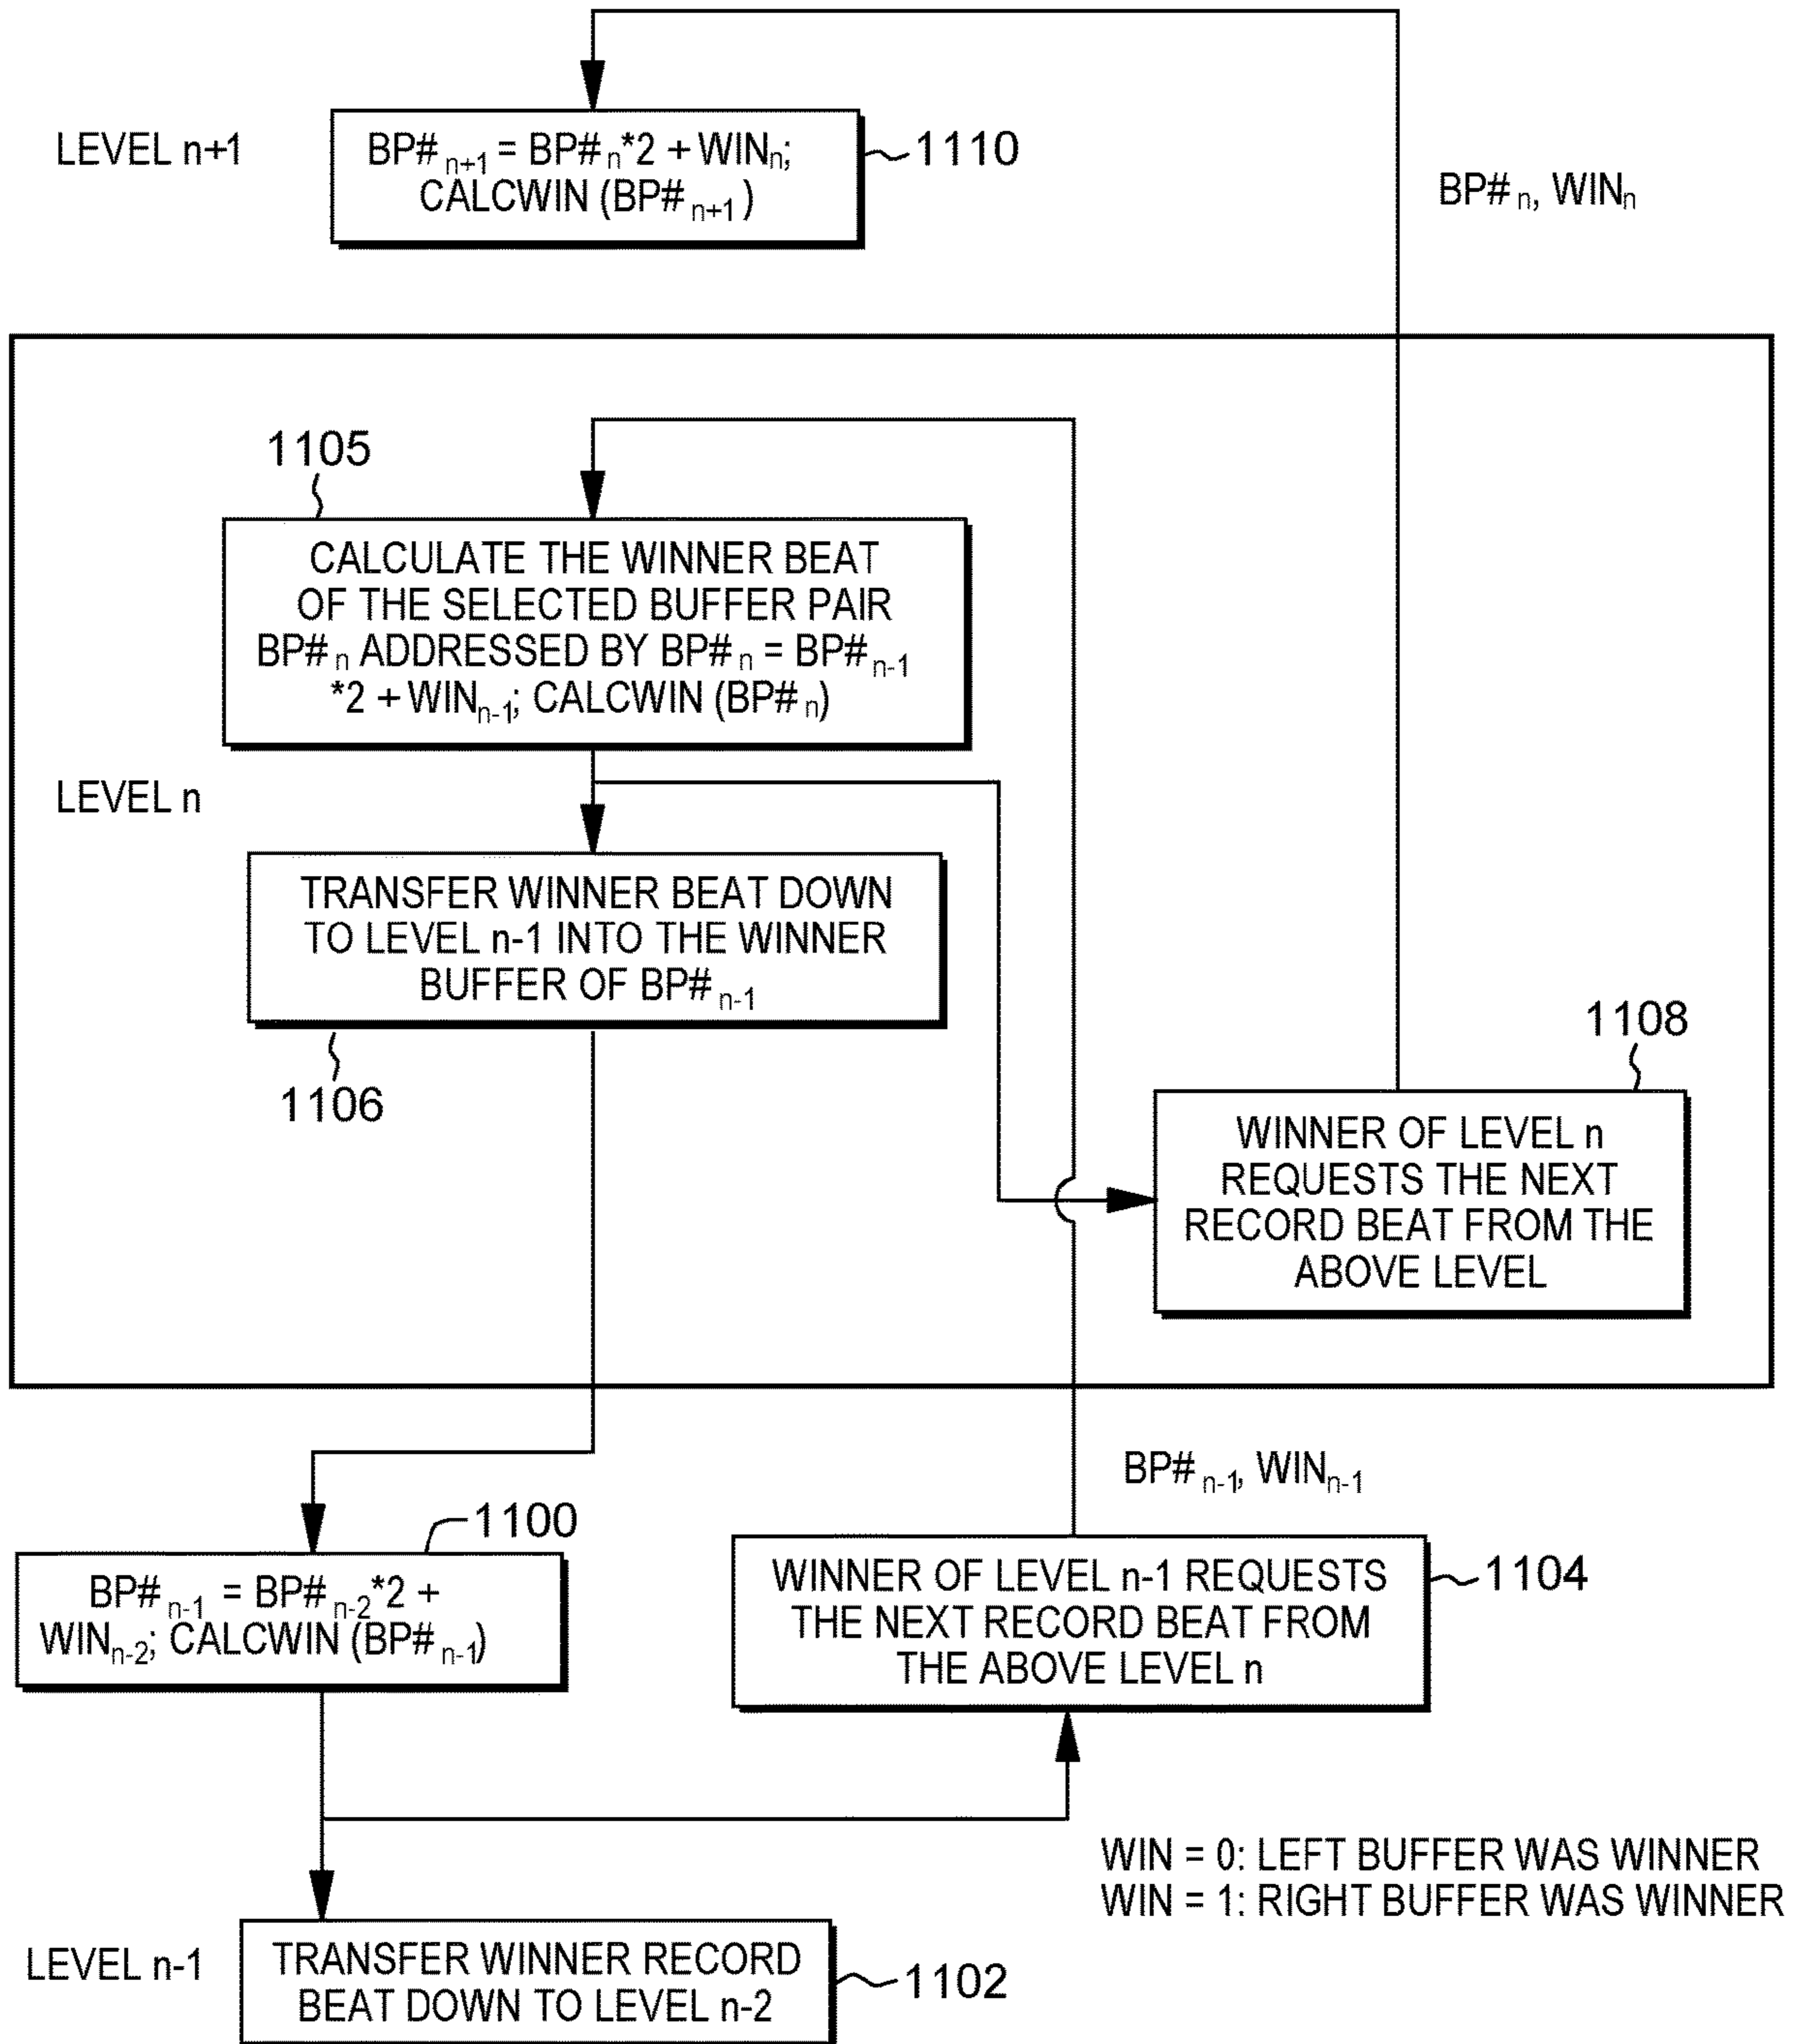 LEVEL n+1
BP# n+1 = BP# n*2 + WINn;
CALCWIN (BP# n+1 )
1110
BP# n, WINn
1105
CALCULATE THE WINNER BEAT
OF THE SELECTED BUFFER PAIR
BP# n ADDRESSED BY BP# n = BP# n-1
*2 + WINn-1; CALCWIN (BP# n)
LEVEL n
TRANSFER WINNER BEAT DOWN
TO LEVEL n-1 INTO THE WINNER
BUFFER OF BP# n-1
1106
1108
WINNER OF LEVEL n
REQUESTS THE NEXT
RECORD BEAT FROM THE
ABOVE LEVEL
BP# n-1, WINn-1
1100
BP# n-1 = BP# n-2*2 +
WINn-2; CALCWIN (BP# n-1)
WINNER OF LEVEL n-1 REQUESTS
THE NEXT RECORD BEAT FROM
THE ABOVE LEVEL n
1104
WIN = 0: LEFT BUFFER WAS WINNER
WIN = 1: RIGHT BUFFER WAS WINNER
LEVEL n-1
TRANSFER WINNER RECORD
BEAT DOWN TO LEVEL n-2
1102